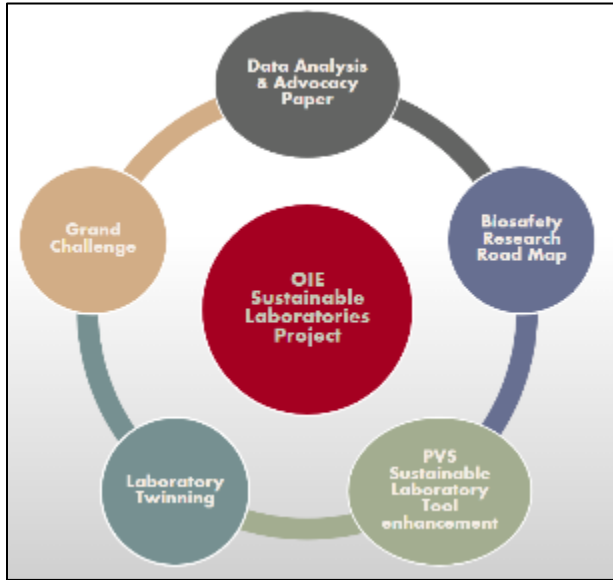 Data Analysis
& Advocacy
Paper
Biosafety
Research
Road Map
PVS
Sustainable
Laboratory
Tool
enhancement
Laboratory
Twinning
Grand
Challenge
OIE
Sustainable
Laboratories
Project